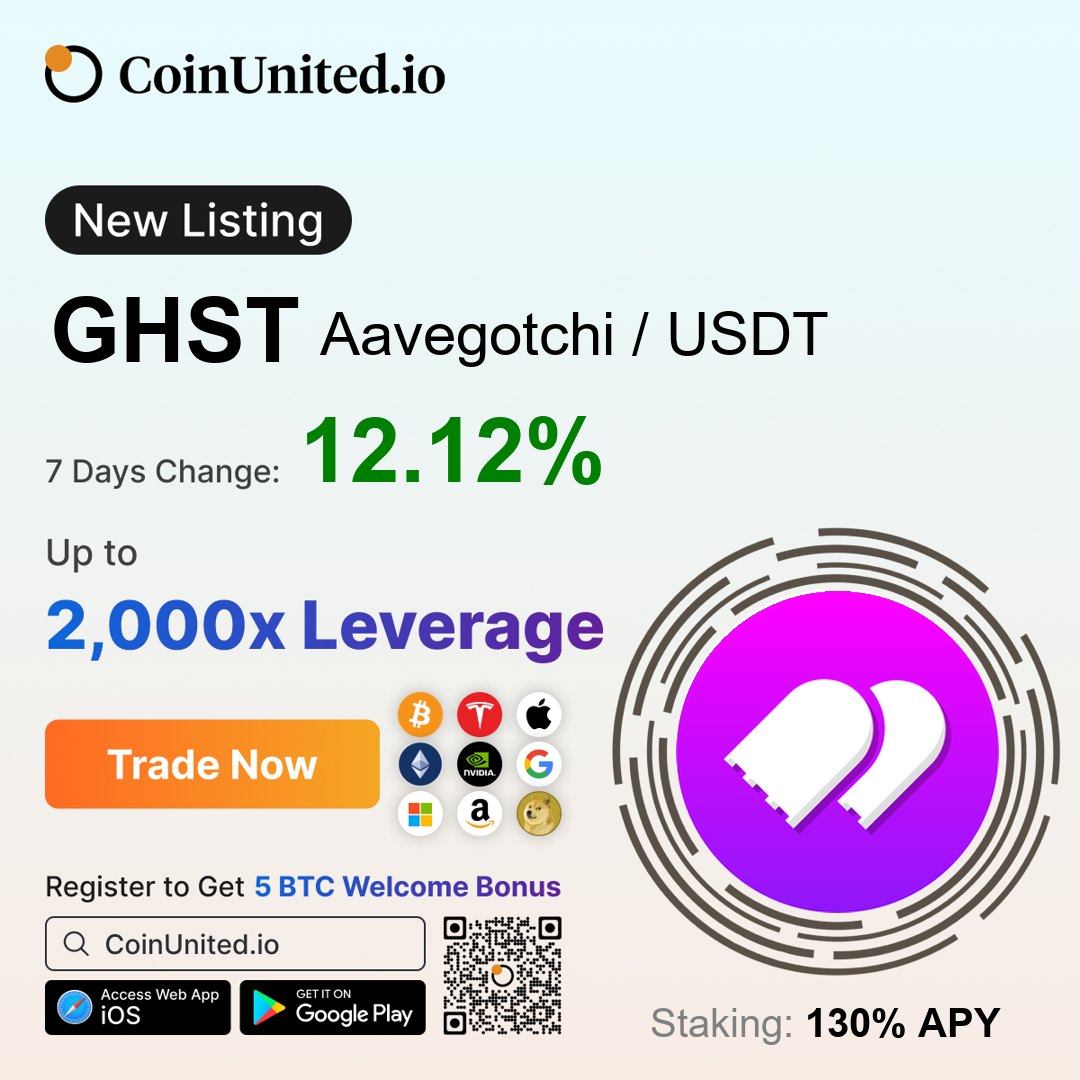 CoinUnited.io
New Listing
GHST Aavegotchi / USDT
7 Days Change: 12.12%
Up to
2,000x Leverage
Trade Now
NVIDIA.
a
Register to Get 5 BTC Welcome Bonus
CoinUnited.io
Access Web App
iOS
GET IT ON
Google Play
Staking: 130% APY